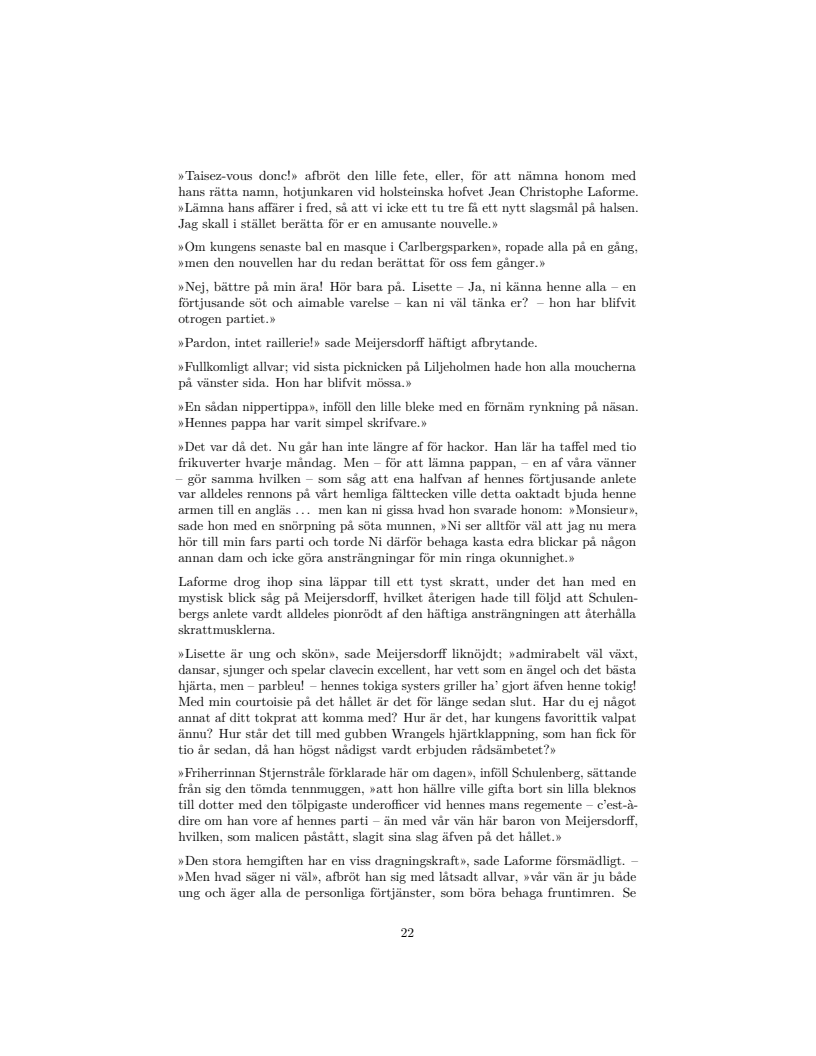 »Taisez-vous donc!» afbröt den lille fete, eller, för att nämna honom med
hans rätta namn, hotjunkaren vid holsteinska hofvet Jean Christophe Laforme.
»Lämna hans affärer i fred, så att vi icke ett tu tre få ett nytt slagsmål på halsen.
Jag skall i stället berätta för er en amusante nouvelle.»
»Om kungens senaste bal en masque i Carlbergsparken», ropade alla på en gång,
»men den nouvellen har du redan berättat för oss fem gånger.»
»Nej, bättre på min ära! Hör bara på. Lisette – Ja, ni känna henne alla – en
förtjusande söt och aimable varelse – kan ni väl tänka er? – hon har blifvit
otrogen partiet.»
»Pardon, intet raillerie!» sade Meijersdorff häftigt afbrytande.
»Fullkomligt allvar; vid sista picknicken på Liljeholmen hade hon alla moucherna
på vänster sida. Hon har blifvit mössa.»
»En sådan nippertippa», inföll den lille bleke med en förnäm rynkning på näsan.
»Hennes pappa har varit simpel skrifvare.»
»Det var då det. Nu går han inte längre af för hackor. Han lär ha taffel med tio
frikuverter hvarje måndag. Men – för att lämna pappan, – en af våra vänner
– gör samma hvilken – som såg att ena halfvan af hennes förtjusande anlete
var alldeles rennons på vårt hemliga fälttecken ville detta oaktadt bjuda henne
armen till en angläs ... men kan ni gissa hvad hon svarade honom: »Monsieur»,
sade hon med en snörpning på söta munnen, »Ni ser alltför väl att jag nu mera
hör till min fars parti och torde Ni därför behaga kasta edra blickar på någon
annan dam och icke göra ansträngningar för min ringa okunnighet.»
Laforme drog ihop sina läppar till ett tyst skratt, under det han med en
mystisk blick såg på Meijersdorff, hvilket återigen hade till följd att Schulen-
bergs anlete vardt alldeles pionrödt af den häftiga ansträngningen att återhålla
skrattmusklerna.
»Lisette är ung och skön», sade Meijersdorff liknöjdt; »admirabelt väl växt,
dansar, sjunger och spelar clavecin excellent, har vett som en ängel och det bästa
hjärta, men – parbleu! – hennes tokiga systers griller ha’ gjort äfven henne tokig!
Med min courtoisie på det hållet är det för länge sedan slut. Har du ej något
annat af ditt tokprat att komma med? Hur är det, har kungens favorittik valpat
ännu? Hur står det till med gubben Wrangels hjärtklappning, som han fick för
tio år sedan, då han högst nådigst vardt erbjuden rådsämbetet?»
»Friherrinnan Stjernstråle förklarade här om dagen», inföll Schulenberg, sättande
från sig den tömda tennmuggen, »att hon hällre ville gifta bort sin lilla bleknos
till dotter med den tölpigaste underofficer vid hennes mans regemente – c’est-à-
dire om han vore af hennes parti – än med vår vän här baron von Meijersdorff,
hvilken, som malicen påstått, slagit sina slag äfven på det hållet.»
»Den stora hemgiften har en viss dragningskraft», sade Laforme försmädligt. –
»Men hvad säger ni väl», afbröt han sig med låtsadt allvar, »vår vän är ju både
ung och äger alla de personliga förtjänster, som böra behaga fruntimren. Se
22